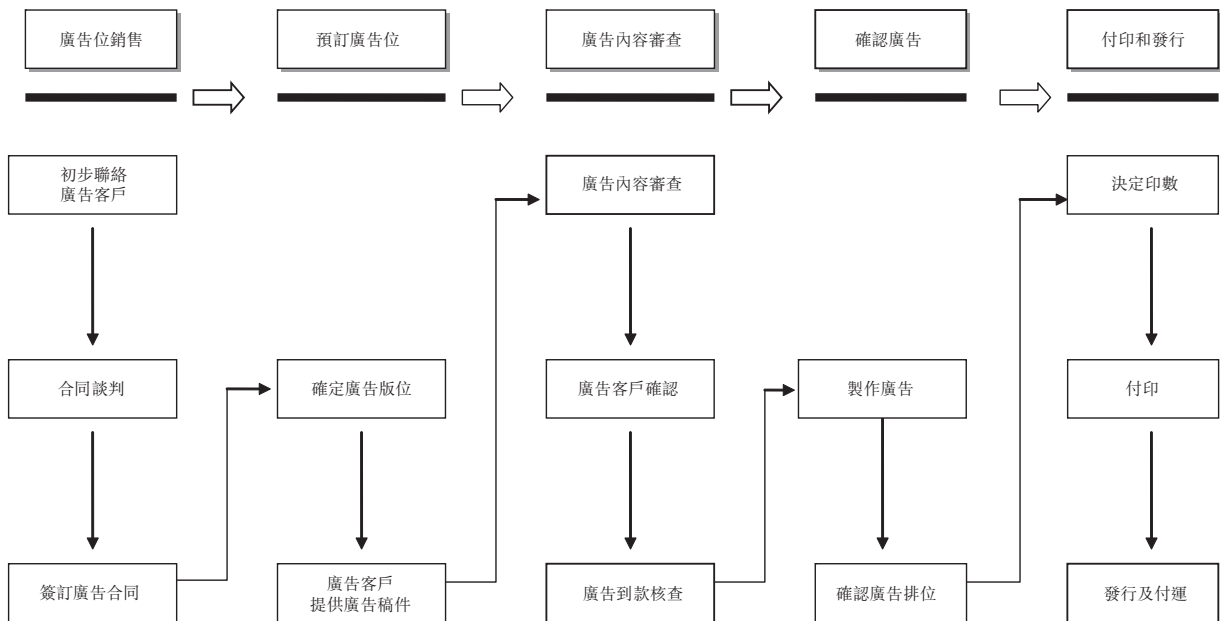 廣告位銷售
預訂廣告位
廣告內容審查
確認廣告
付印和發行
初步聯絡
廣告客戶
廣告內容審查
決定印數
合同談判
確定廣告版位
廣告客戶確認
製作廣告
付印
簽訂廣告合同
廣告客戶
提供廣告稿件
廣告到款核查
確認廣告排位
發行及付運